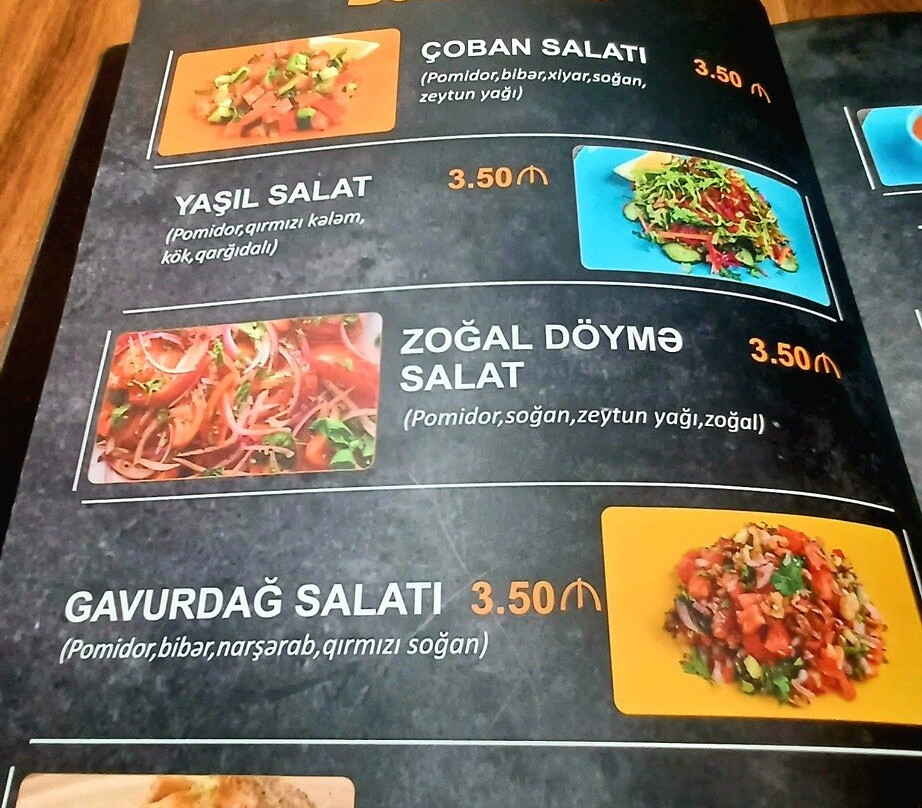 ÇOBAN SALATI
3.50 ₼
(Pomidor,bibər,xiyar,soğan,
zeytun yağı)
YAŞIL SALAT
3.50₼
(Pomidor,qırmızı kələm,
kök,qarğıdalı)
ZOĞAL DÖYMƏ
SALAT
3.50₼
(Pomidor,soğan,zeytun yağı,zoğal)
GAVURDAĞ SALATI 3.50₼
(Pomidor,bibər,narşərab,qırmızı soğan)